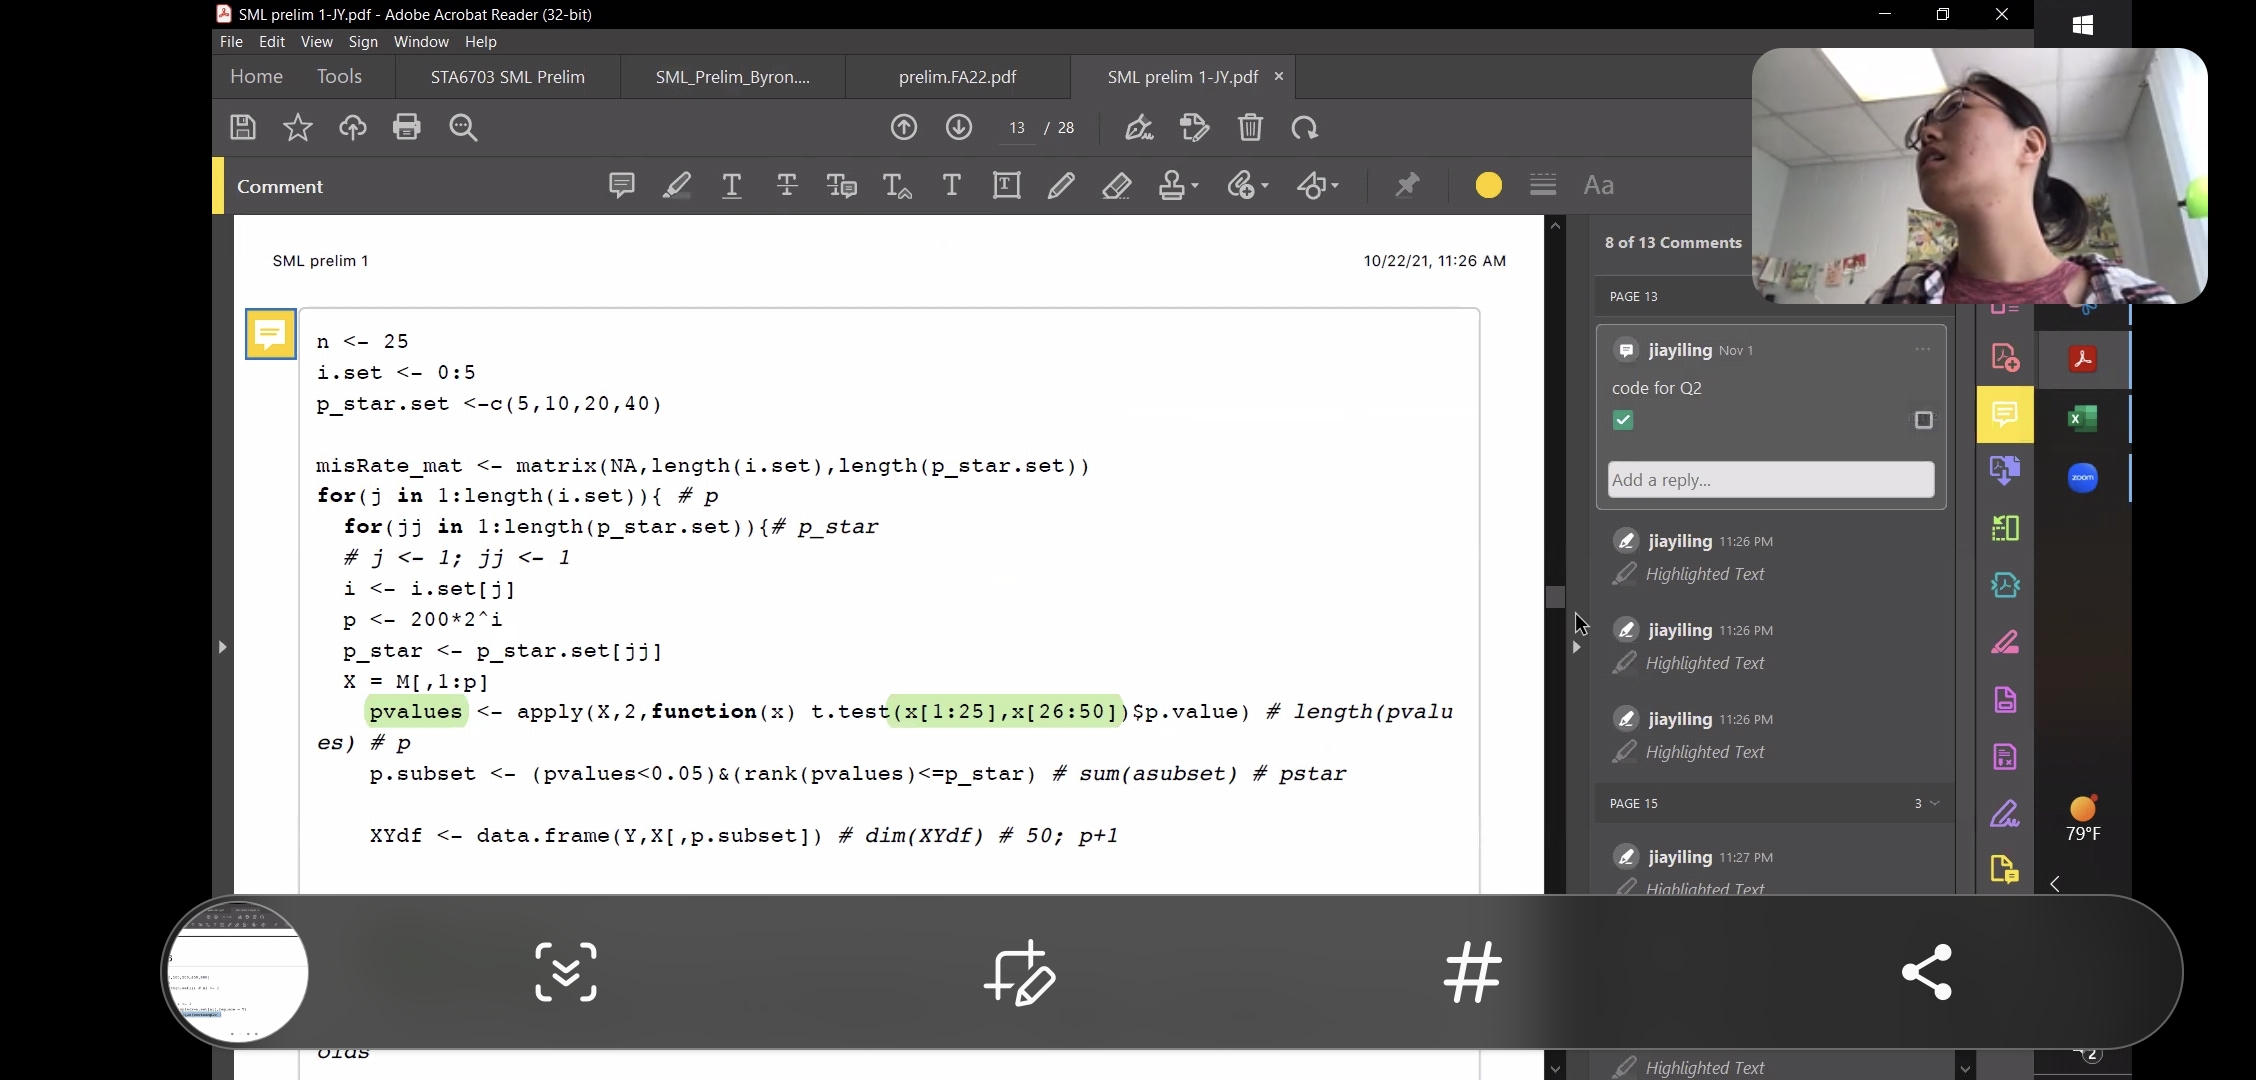 SML prelim 1-JY.pdf - Adobe Acrobat Reader (32-bit)
File Edit View Sign Window Help
Home Tools STA6703 SML Prelim SML_Prelim_Byron.... prelim.FA22.pdf SML prelim 1-JY.pdf ×
13 / 28
Comment
Aa
SML prelim 1 10/22/21, 11:26 AM
n <- 25
i.set <- 0:5
p_star.set <-c(5,10,20,40)
misRate_mat <- matrix(NA,length(i.set),length(p_star.set))
for(j in 1:length(i.set)){ # p
for(jj in 1:length(p_star.set)){# p_star
# j <- 1; jj <- 1
i <- i.set[j]
p <- 200*2^i
p_star <- p_star.set[jj]
X = M[,1:p]
pvalues <- apply(X,2,function(x) t.test(x[1:25],x[26:50])$p.value) # length(pvalu
es) # p
p.subset <- (pvalues<0.05)&(rank(pvalues)<=p_star) # sum(asubset) # pstar
XYdf <- data.frame(Y,X[,p.subset]) # dim(XYdf) # 50; p+1
olds
8 of 13 Comments
PAGE 13
jiayiling Nov 1
code for Q2
Add a reply...
jiayiling 11:26 PM
Highlighted Text
jiayiling 11:26 PM
Highlighted Text
jiayiling 11:26 PM
Highlighted Text
PAGE 15 3
jiayiling 11:27 PM
Highlighted Text
Highlighted Text
zoom
79°F
2